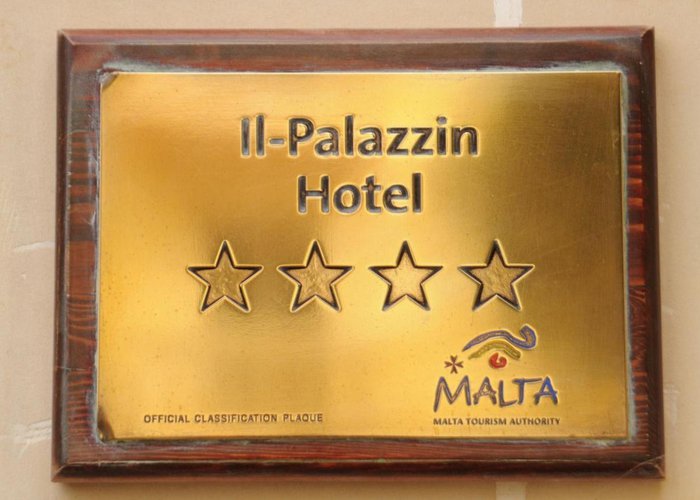 Il-Palazzin
Hotel
OFFICIAL CLASSIFICATION PLAQUE
MALTA
MALTA TOURISM AUTHORITY